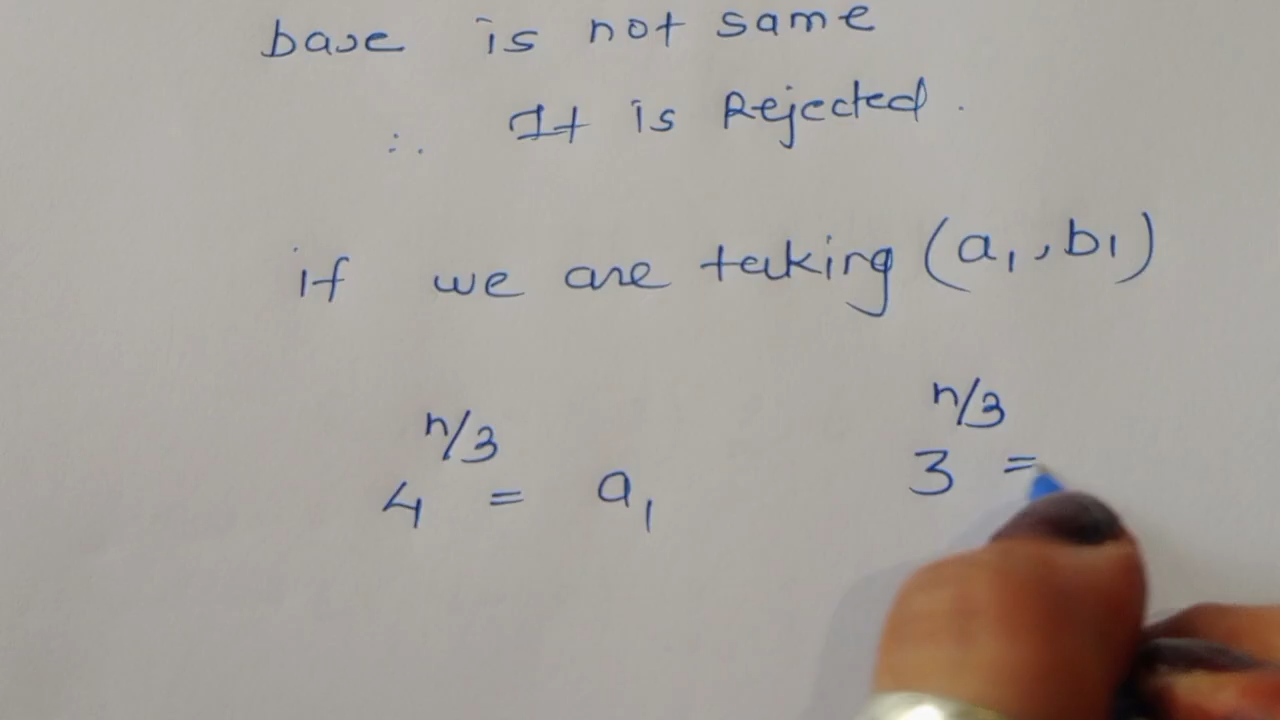 base is not same
∴ It is Rejected.
if we are taking (a₁, b₁)
4^(n/3) = a₁ 3^(n/3) =